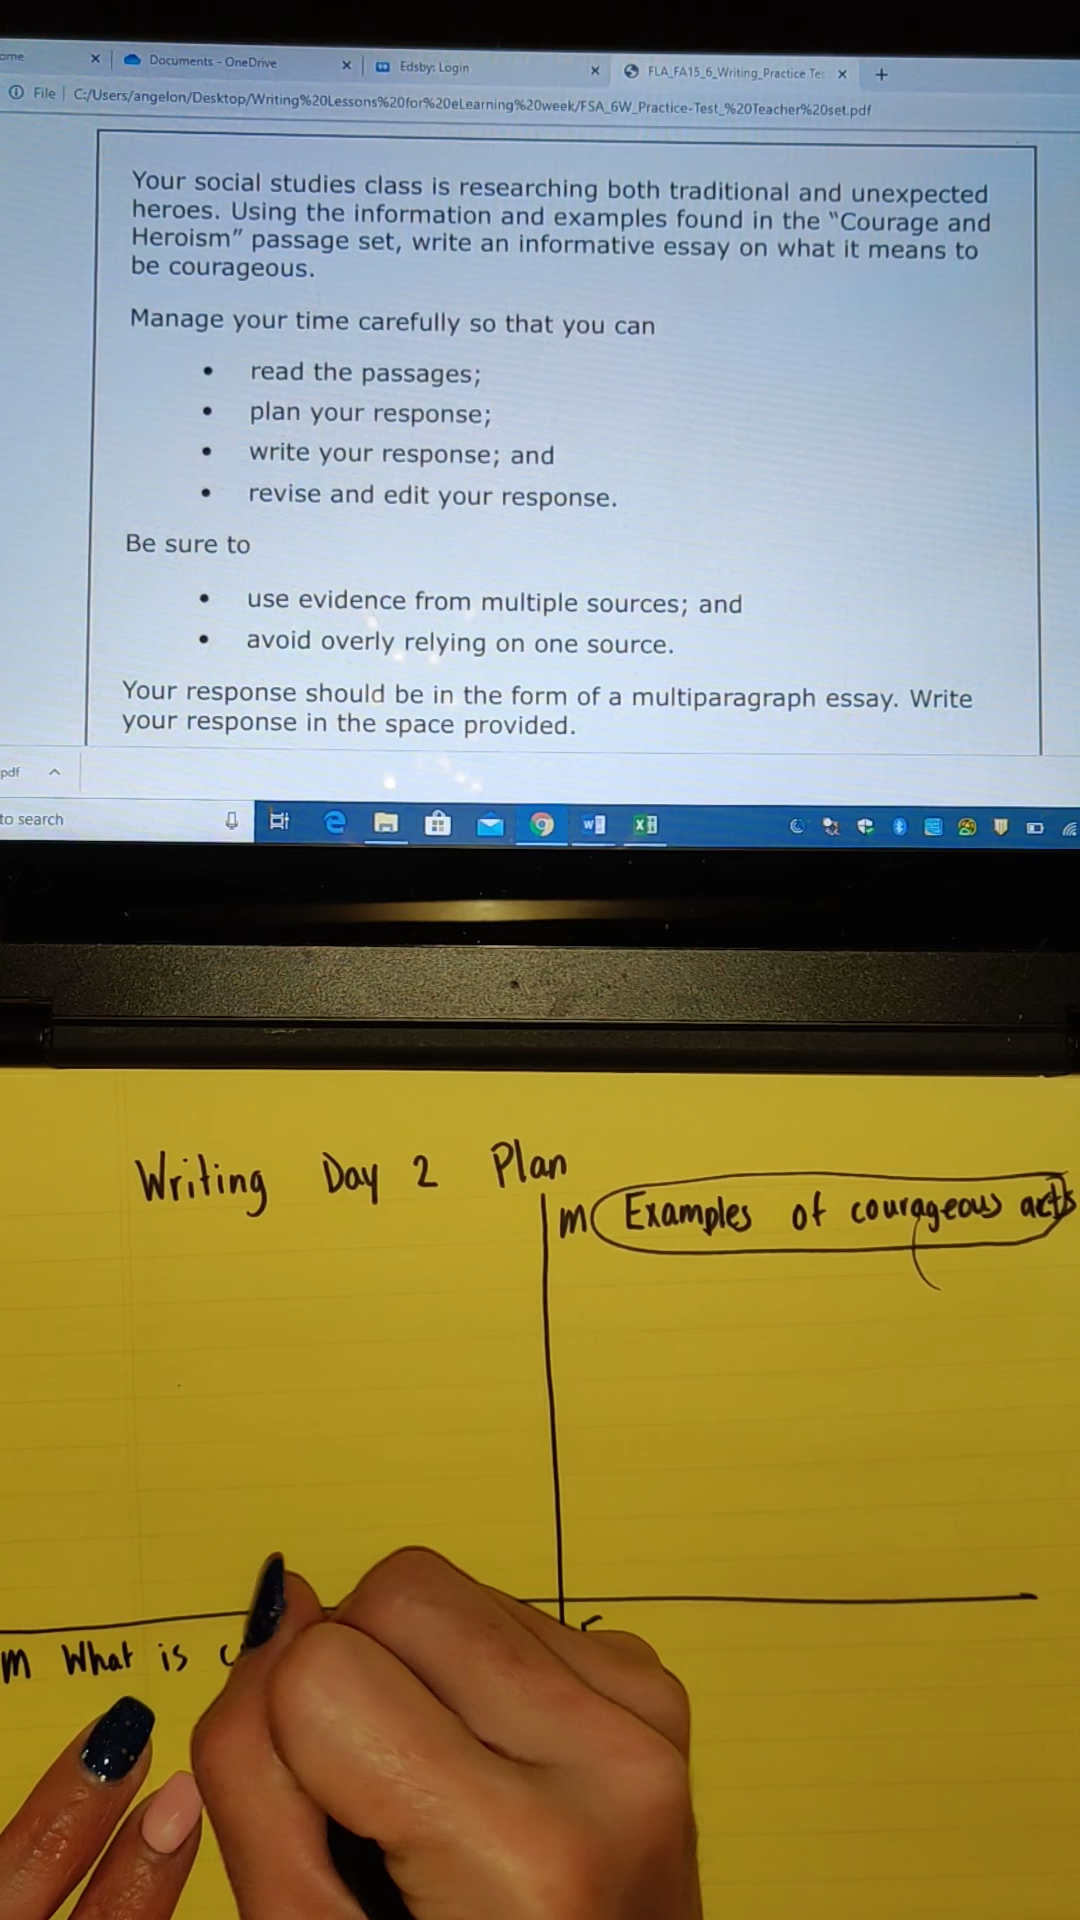 ome
Documents - OneDrive
Edsby: Login
FLA_FA15_6_Writing_Practice Te
File | C:/Users/angelon/Desktop/Writing%20Lessons%20for%20eLearning%20week/FSA_6W_Practice-Test_%20Teacher%20set.pdf
Your social studies class is researching both traditional and unexpected
heroes. Using the information and examples found in the “Courage and
Heroism” passage set, write an informative essay on what it means to
be courageous.
Manage your time carefully so that you can
• read the passages;
• plan your response;
• write your response; and
• revise and edit your response.
Be sure to
• use evidence from multiple sources; and
• avoid overly relying on one source.
Your response should be in the form of a multiparagraph essay. Write
your response in the space provided.
pdf
to search
Writing Day 2 Plan
m Examples of courageous acts
m What is c